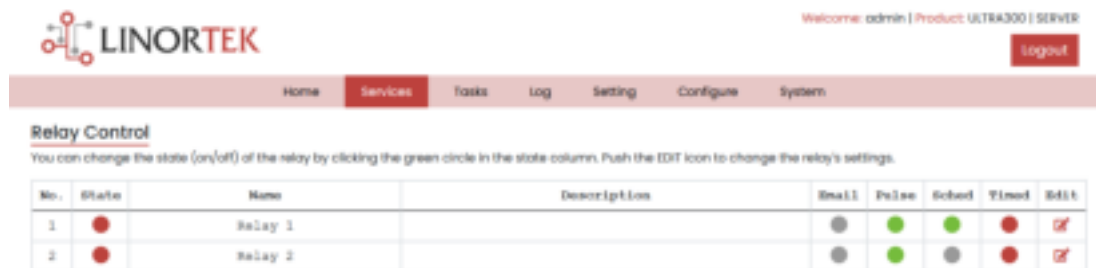 Welcome: admin | Product: ULTRA300 | SERVER
LINORTEK
Logout
Home Services Tasks Log Setting Configure System
Relay Control
You can change the state (on/off) of the relay by clicking the green circle in the state column. Push the EDIT icon to change the relay's settings.
No. State Name Description Email Pulse Sched Timed Edit
1 Relay 1
2 Relay 2